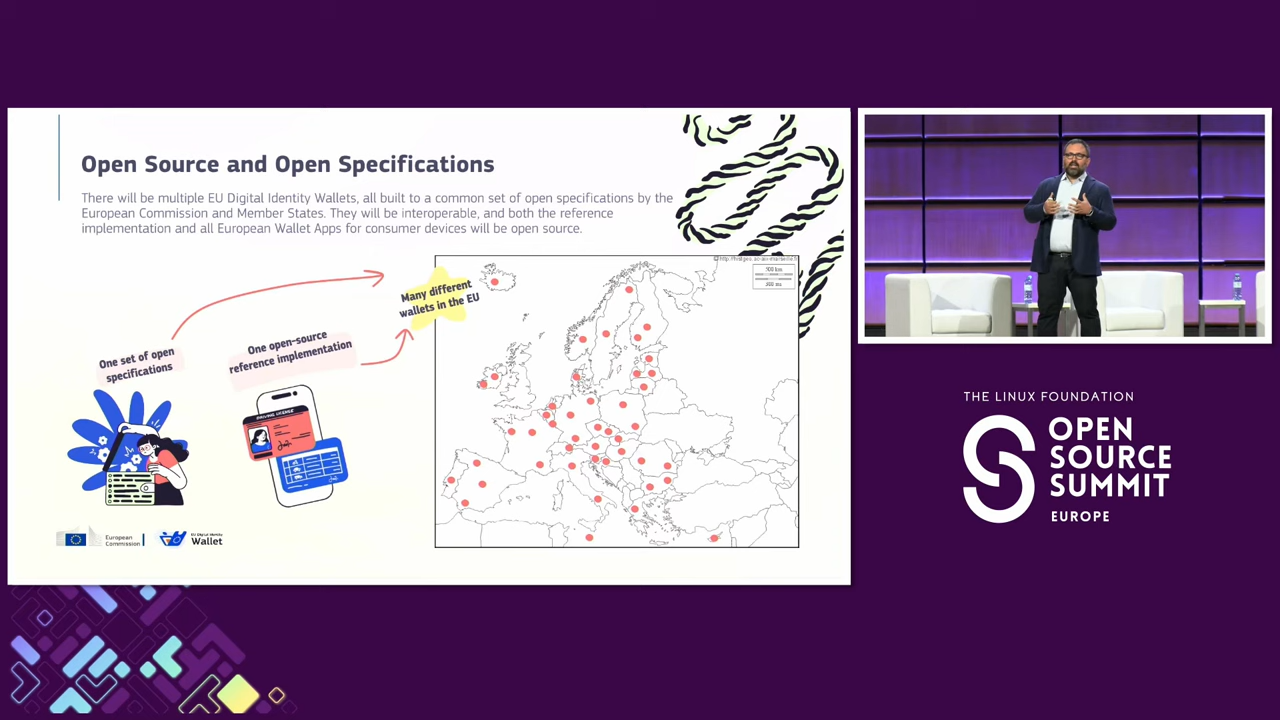 Open Source and Open Specifications
There will be multiple EU Digital Identity Wallets, all built to a common set of open specifications by the
European Commission and Member States. They will be interoperable, and both the reference
implementation and all European Wallet Apps for consumer devices will be open source.
Many different
wallets in the EU
One set of open
specifications
One open-source
reference implementation
DRIVING LICENSE
300 km
European
Commission
EU Digital Identity
Wallet
THE LINUX FOUNDATION
OPEN
SOURCE
SUMMIT
EUROPE